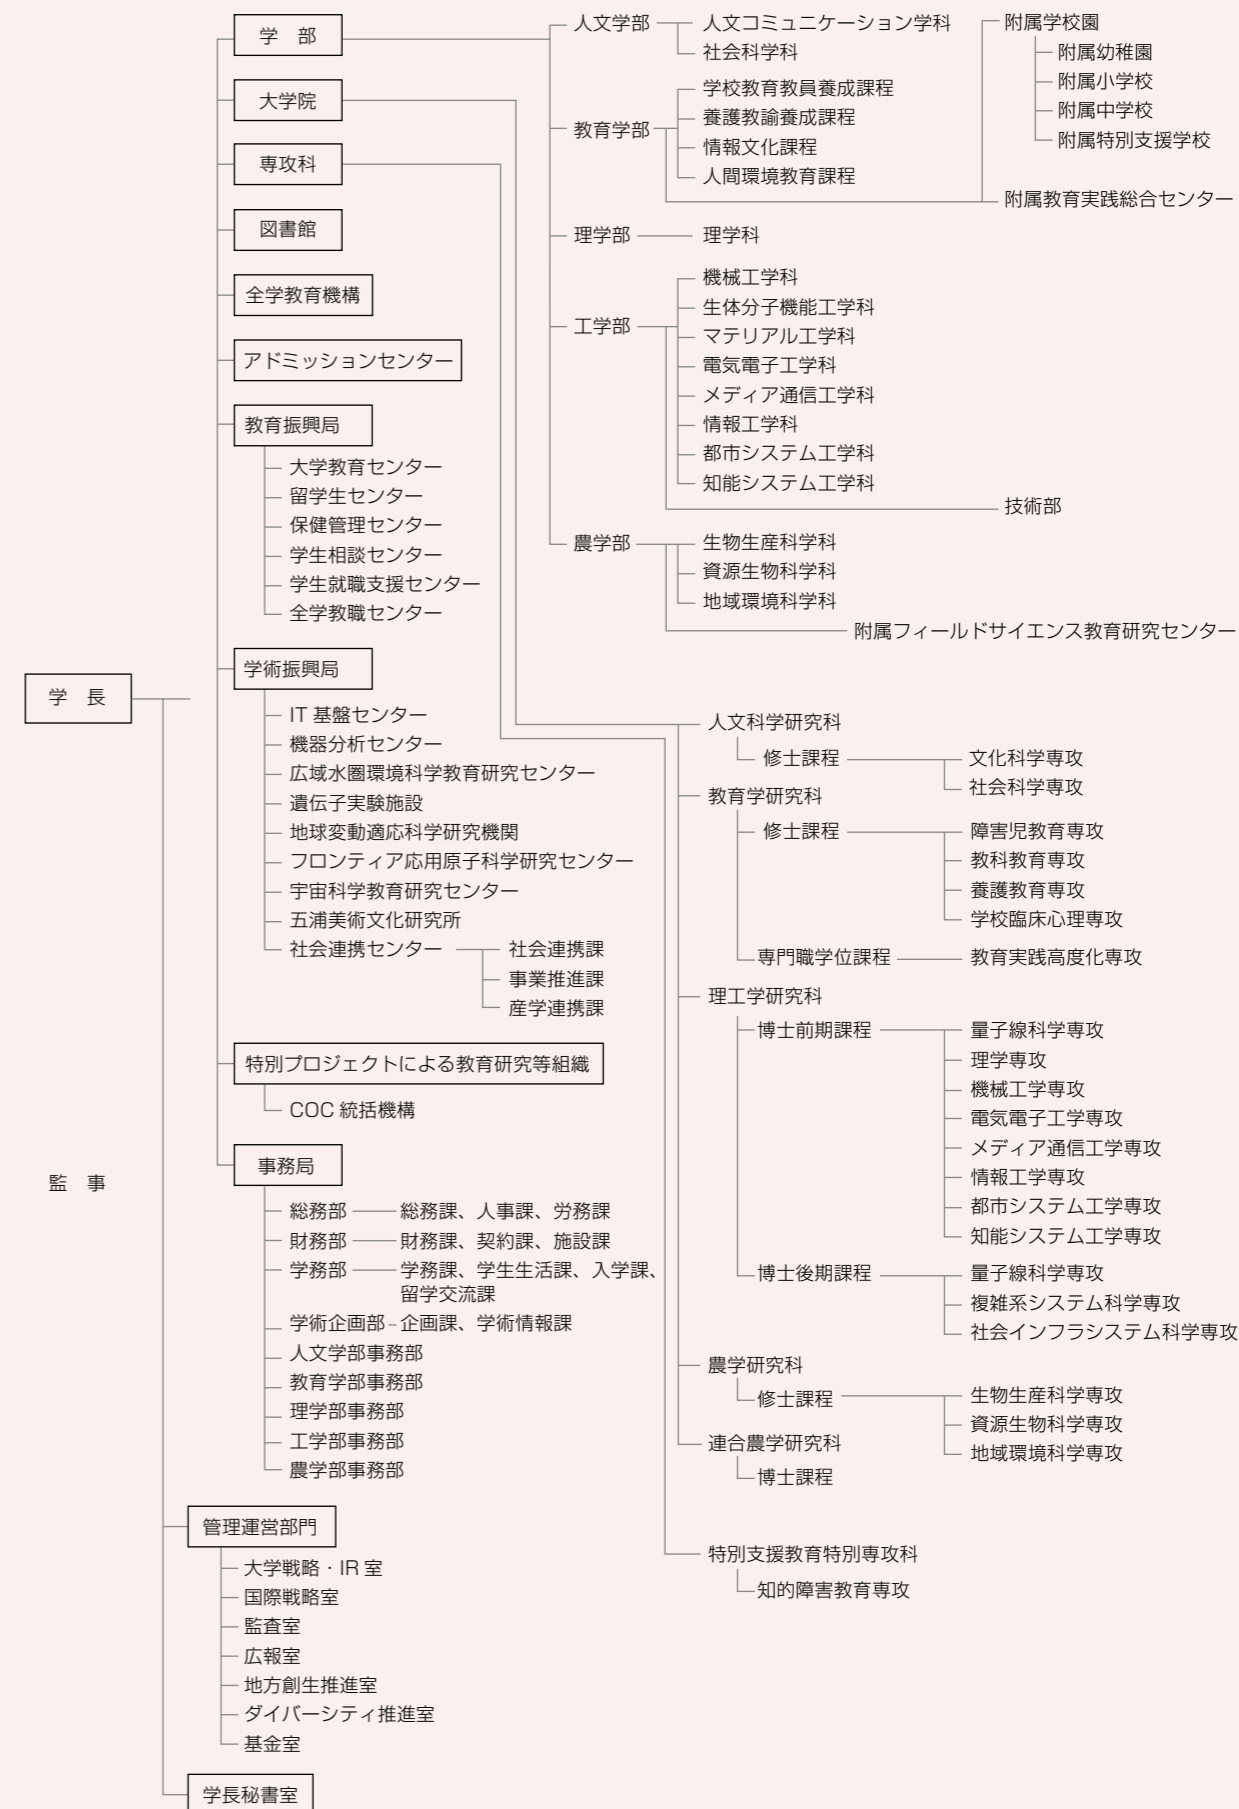 学長
監事
学部
人文学部
人文コミュニケーション学科
社会科学科
教育学部
学校教育教員養成課程
養護教諭養成課程
情報文化課程
人間環境教育課程
附属学校園
附属幼稚園
附属小学校
附属中学校
附属特別支援学校
附属教育実践総合センター
理学部
理学科
工学部
機械工学科
生体分子機能工学科
マテリアル工学科
電気電子工学科
メディア通信工学科
情報工学科
都市システム工学科
知能システム工学科
技術部
農学部
生物生産科学科
資源生物科学科
地域環境科学科
附属フィールドサイエンス教育研究センター
大学院
人文科学研究科
修士課程
文化科学専攻
社会科学専攻
教育学研究科
修士課程
障害児教育専攻
教科教育専攻
養護教育専攻
学校臨床心理専攻
専門職学位課程
教育実践高度化専攻
理工学研究科
博士前期課程
量子線科学専攻
理学専攻
機械工学専攻
電気電子工学専攻
メディア通信工学専攻
情報工学専攻
都市システム工学専攻
知能システム工学専攻
博士後期課程
量子線科学専攻
複雑系システム科学専攻
社会インフラシステム科学専攻
農学研究科
修士課程
生物生産科学専攻
資源生物科学専攻
地域環境科学専攻
連合農学研究科
博士課程
専攻科
特別支援教育特別専攻科
知的障害教育専攻
図書館
全学教育機構
アドミッションセンター
教育振興局
大学教育センター
留学生センター
保健管理センター
学生相談センター
学生就職支援センター
全学教職センター
学術振興局
IT 基盤センター
機器分析センター
広域水圏環境科学教育研究センター
遺伝子実験施設
地球変動適応科学研究機関
フロンティア応用原子科学研究センター
宇宙科学教育研究センター
五浦美術文化研究所
社会連携センター
社会連携課
事業推進課
産学連携課
特別プロジェクトによる教育研究等組織
COC 統括機構
事務局
総務部 総務課、人事課、労務課
財務部 財務課、契約課、施設課
学務部 学務課、学生生活課、入学課、
留学交流課
学術企画部 企画課、学術情報課
人文学部事務部
教育学部事務部
理学部事務部
工学部事務部
農学部事務部
管理運営部門
大学戦略・IR 室
国際戦略室
監査室
広報室
地方創生推進室
ダイバーシティ推進室
基金室
学長秘書室